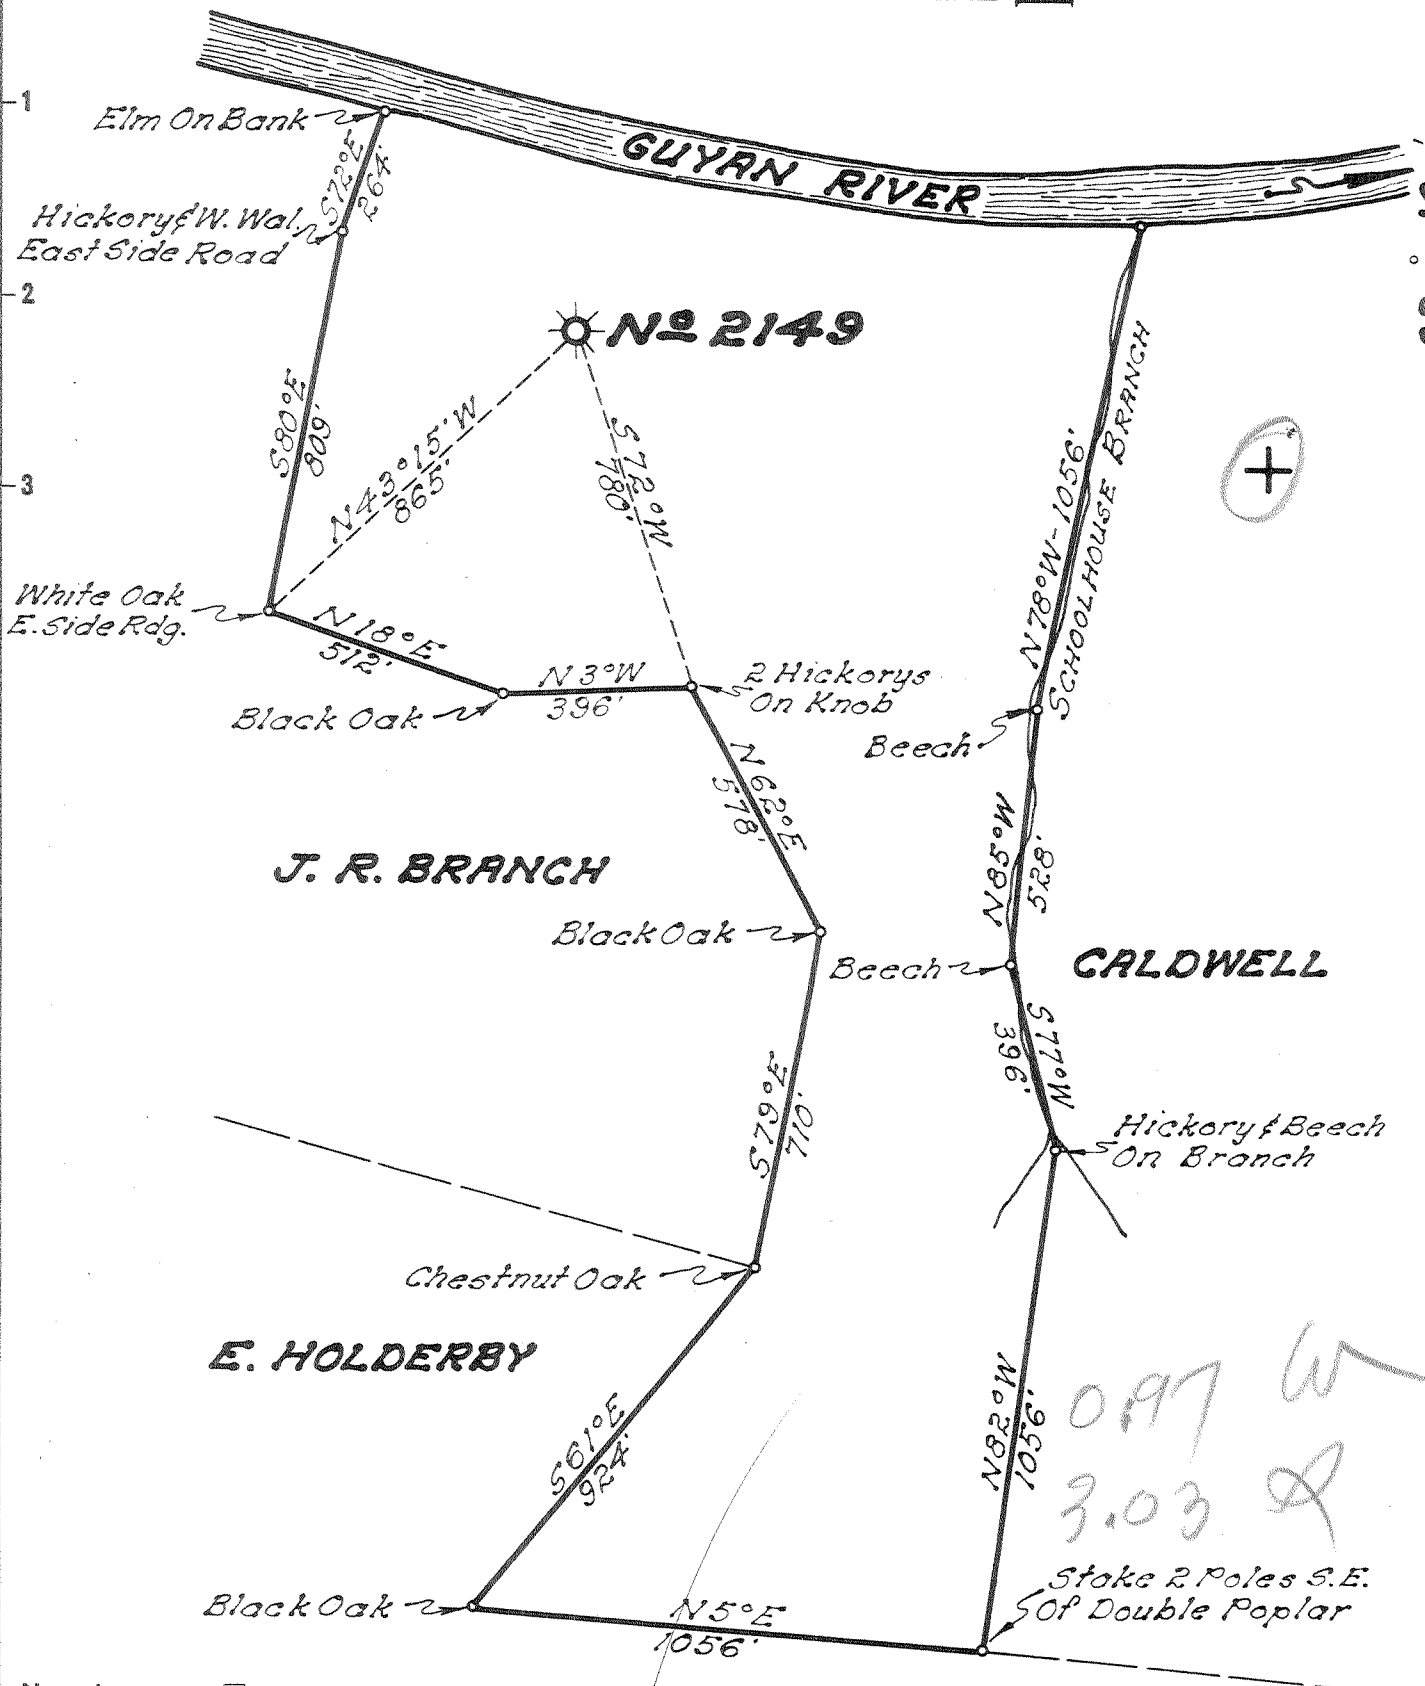 1
Elm On Bank
GUYAN RIVER
S72°E
264'
Hickory & W. Wal.
East Side Road
2
No 2149
S80°E
809'
N43°15'W
865'
S72°W
780'
N78°W-1056'
SCHOOLHOUSE BRANCH
3
White Oak
E. Side Rdg.
N18°E
512'
N3°W
396'
2 Hickorys
On Knob
Black Oak
Beech
N62°E
578'
N85°W
528'
J. R. BRANCH
Black Oak
Beech
CALDWELL
S77°W
396'
S79°E
710'
Hickory & Beech
On Branch
Chestnut Oak
E. HOLDERBY
S61°E
924'
N82°W
1056'
0.97 W
3.03
Stake 2 Poles S.E.
Of Double Poplar
Black Oak
N5°E
1056'